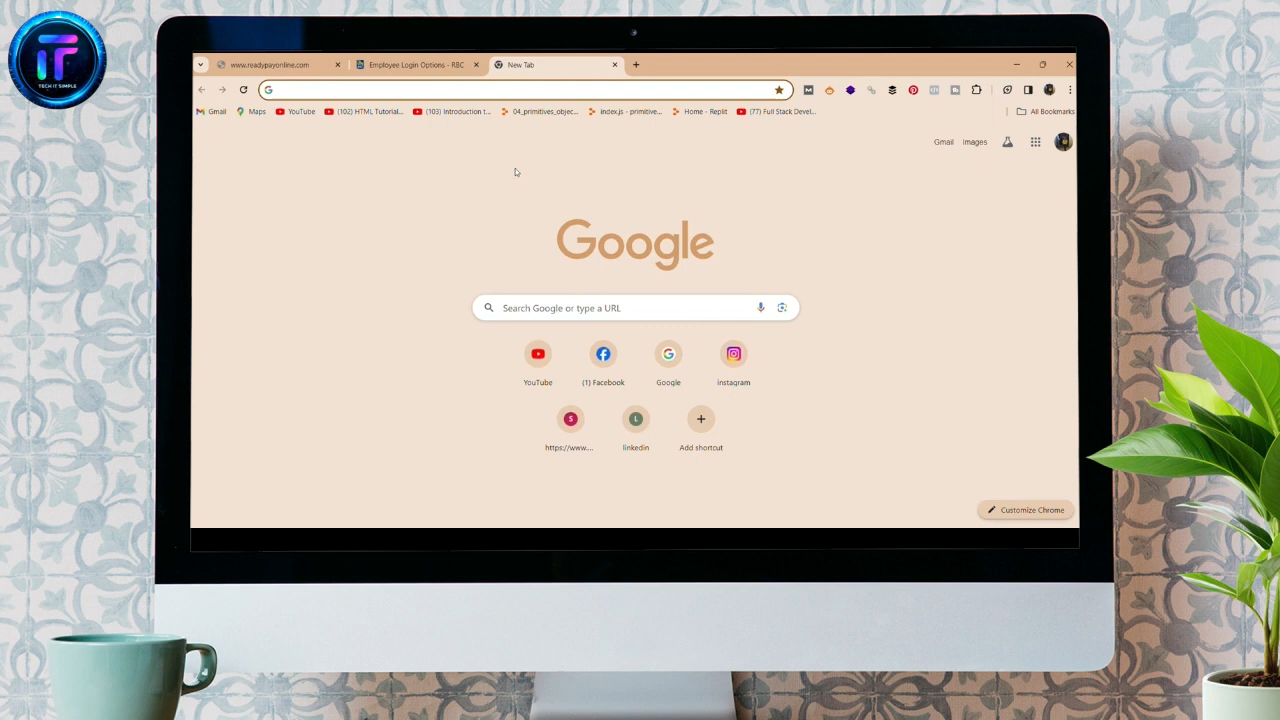 TECH IT SIMPLE
www.readypayonline.com
Employee Login Options - RBC
New Tab
Gmail
Maps
YouTube
(102) HTML Tutorial...
(103) Introduction t...
04_primitives_objec...
index.js - primitive...
Home - Replit
(77) Full Stack Devel...
All Bookmarks
Gmail
Images
Google
Search Google or type a URL
YouTube
(1) Facebook
Google
instagram
S
L
https://www....
linkedin
Add shortcut
Customize Chrome